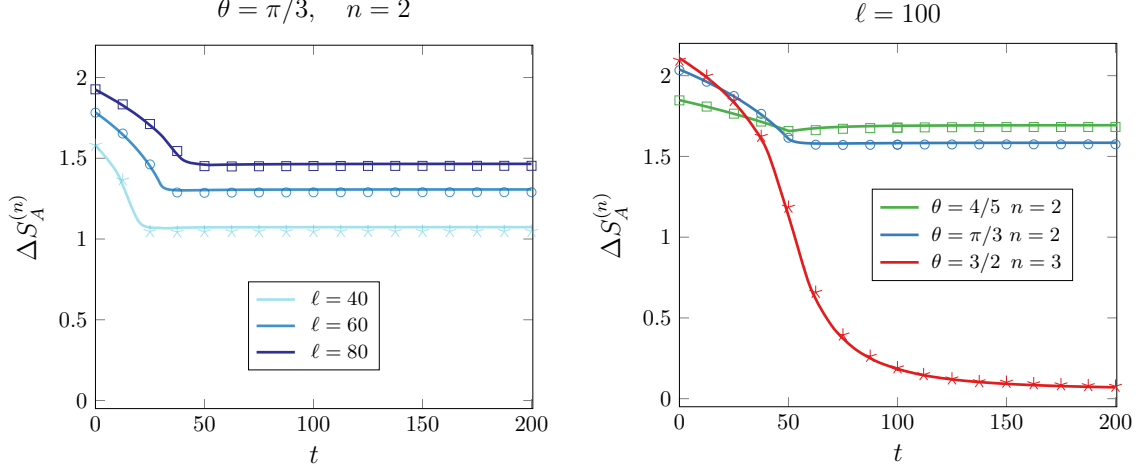 θ = π/3, n = 2
ΔS_A^{(n)}
2
1.5
1
0.5
0
ℓ = 40
ℓ = 60
ℓ = 80
0 50 100 150 200
t
ℓ = 100
ΔS_A^{(n)}
2
1.5
1
0.5
0
θ = 4/5 n = 2
θ = π/3 n = 2
θ = 3/2 n = 3
0 50 100 150 200
t